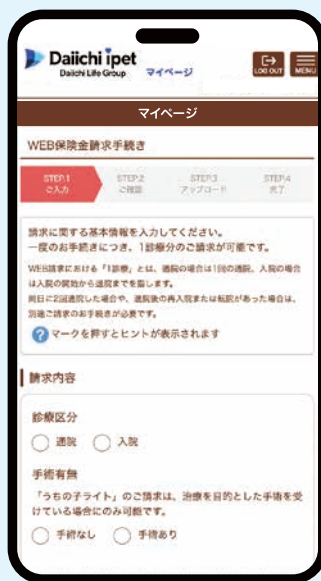 Daiichi ipet
Daiichi Life Group
マイページ
LOG OUT
MENU
マイページ
WEB保険金請求手続き
STEP.1
ご入力
STEP.2
ご確認
STEP.3
アップロード
STEP.4
完了
請求に関する基本情報を入力してください。
一度のお手続きにつき、1診療分のご請求が可能です。
WEB請求における「1診療」とは、通院の場合は1回の通院、入院の場合
は入院の開始から退院までを指します。
同日に2回通院した場合や、退院後の再入院または転院があった場合は、
別途ご請求のお手続きが必要です。
?マークを押すとヒントが表示されます
請求内容
診療区分
通院 入院
手術有無
「うちの子ライト」のご請求は、治療を目的とした手術を受
けている場合にのみ可能です。
手術なし 手術あり